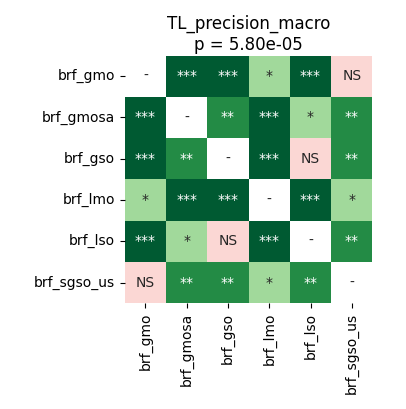 TL_precision_macro
p = 5.80e-05
brf_gmo - *** *** * *** NS
brf_gmosa *** - ** *** * **
brf_gso *** ** - *** NS **
brf_lmo * *** *** - *** *
brf_lso *** * NS *** - **
brf_sgso_us NS ** ** * ** -
brf_gmo brf_gmosa brf_gso brf_lmo brf_lso brf_sgso_us